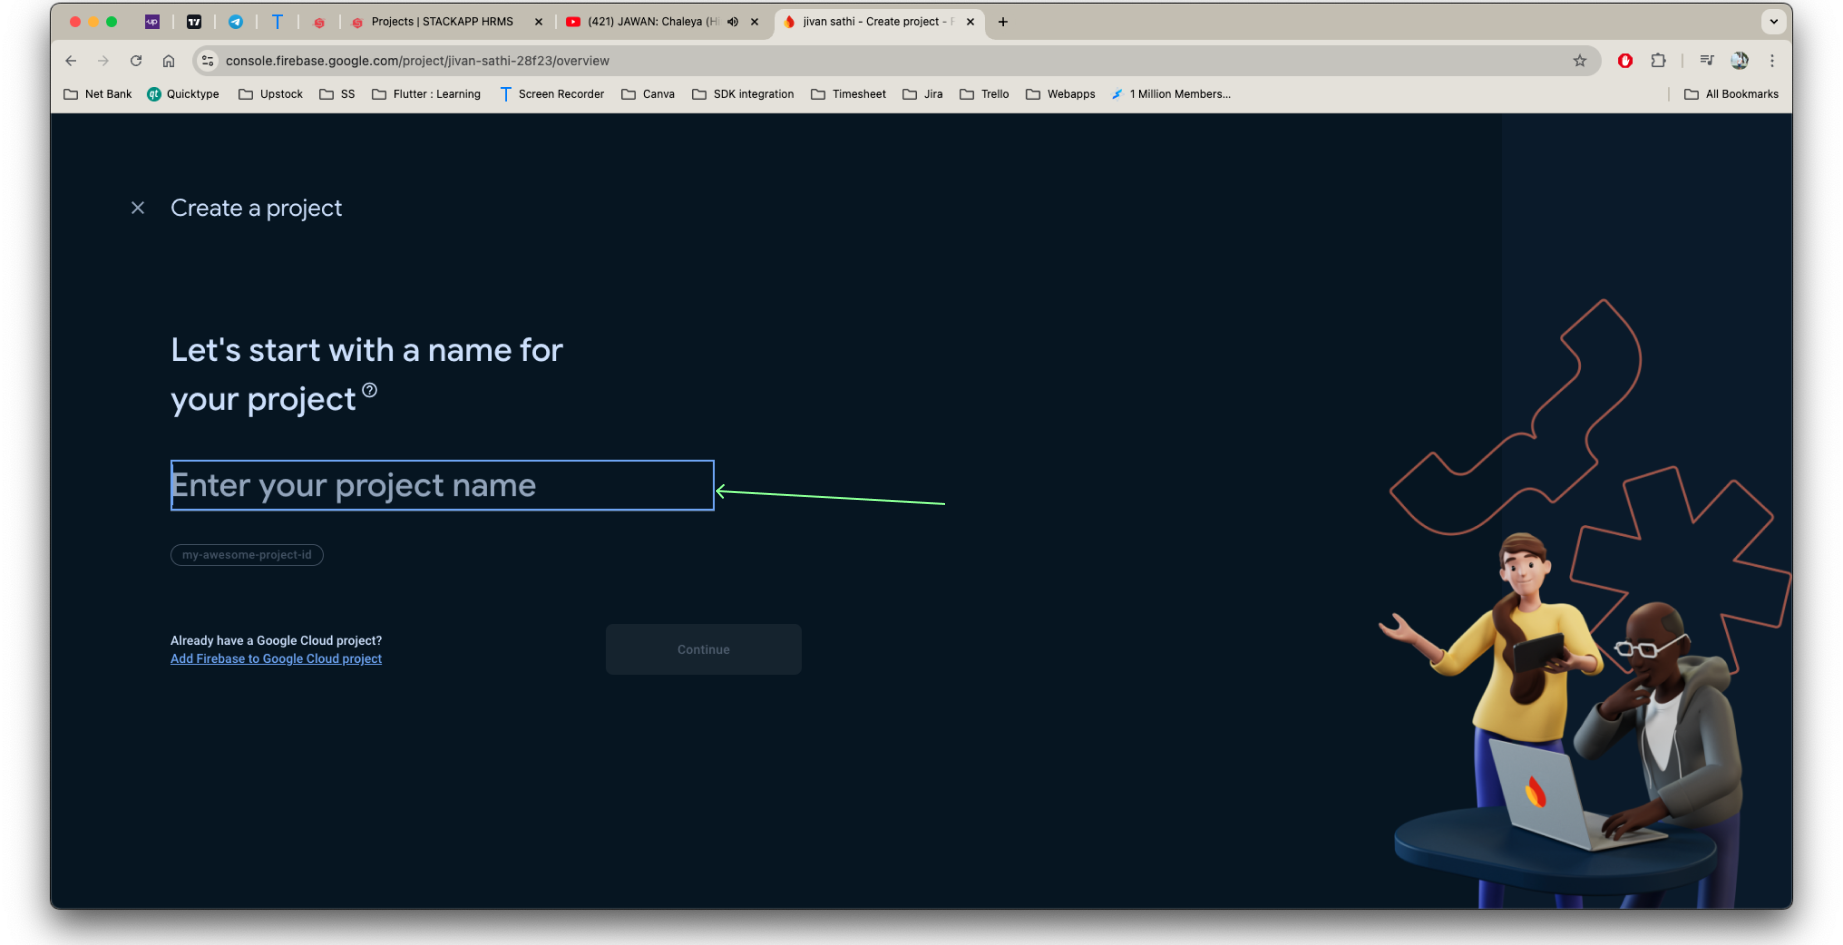 Projects | STACKAPP HRMS
(421) JAWAN: Chaleya (Hi
jivan sathi - Create project - F
console.firebase.google.com/project/jivan-sathi-28f23/overview
Net Bank
Quicktype
Upstock
SS
Flutter : Learning
Screen Recorder
Canva
SDK integration
Timesheet
Jira
Trello
Webapps
1 Million Members...
All Bookmarks
Create a project
Let's start with a name for
your project
Enter your project name
my-awesome-project-id
Already have a Google Cloud project?
Add Firebase to Google Cloud project
Continue